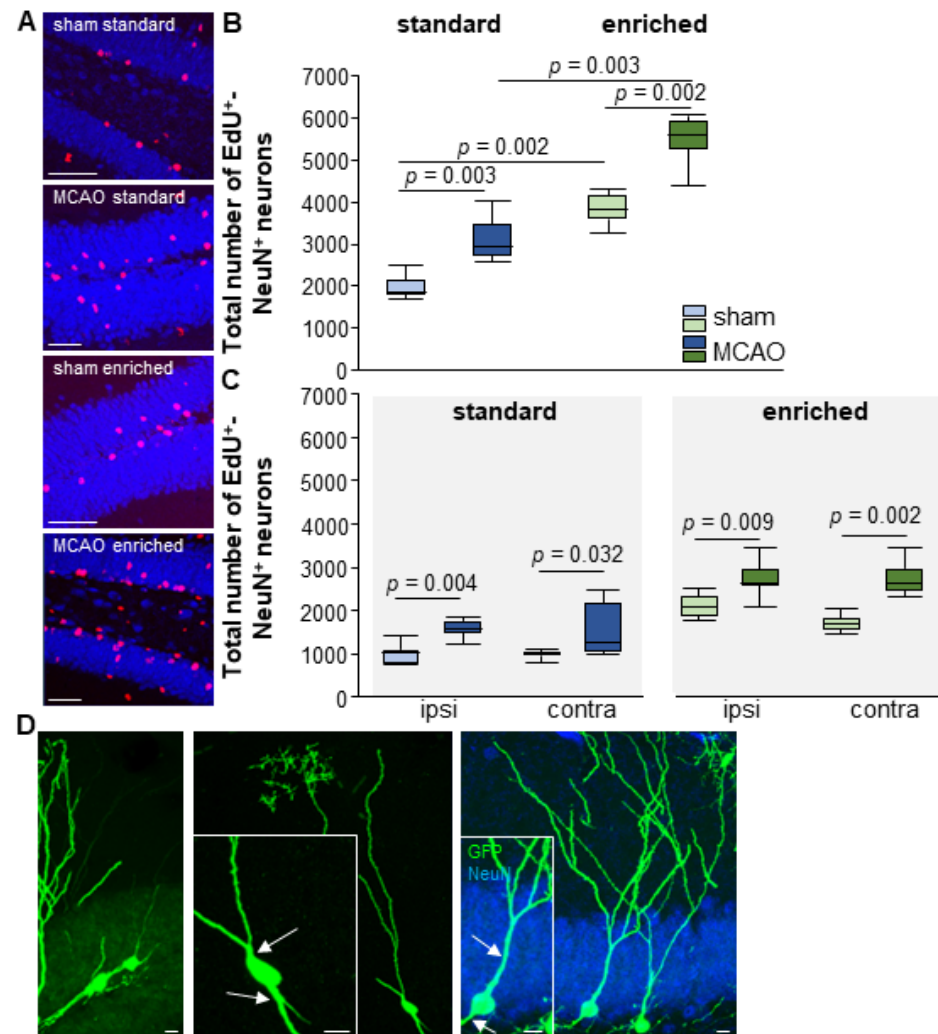 A
sham standard
MCAO standard
sham enriched
MCAO enriched
B
standard
enriched
Total number of EdU⁺-
NeuN⁺ neurons
7000
6000
5000
4000
3000
2000
1000
0
p = 0.003
p = 0.002
p = 0.002
p = 0.003
sham
MCAO
C
Total number of EdU⁺-
NeuN⁺ neurons
standard
enriched
7000
6000
5000
4000
3000
2000
1000
0
p = 0.004
p = 0.032
p = 0.009
p = 0.002
ipsi
contra
ipsi
contra
D
GFP
NeuN